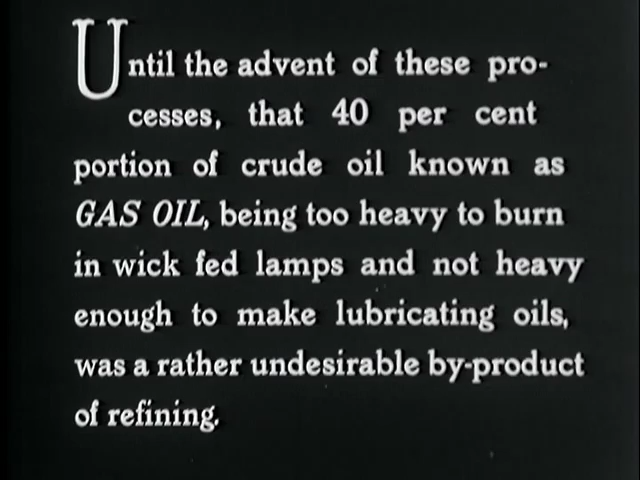 Until the advent of these pro-
cesses, that 40 per cent
portion of crude oil known as
GAS OIL, being too heavy to burn
in wick fed lamps and not heavy
enough to make lubricating oils,
was a rather undesirable by-product
of refining.